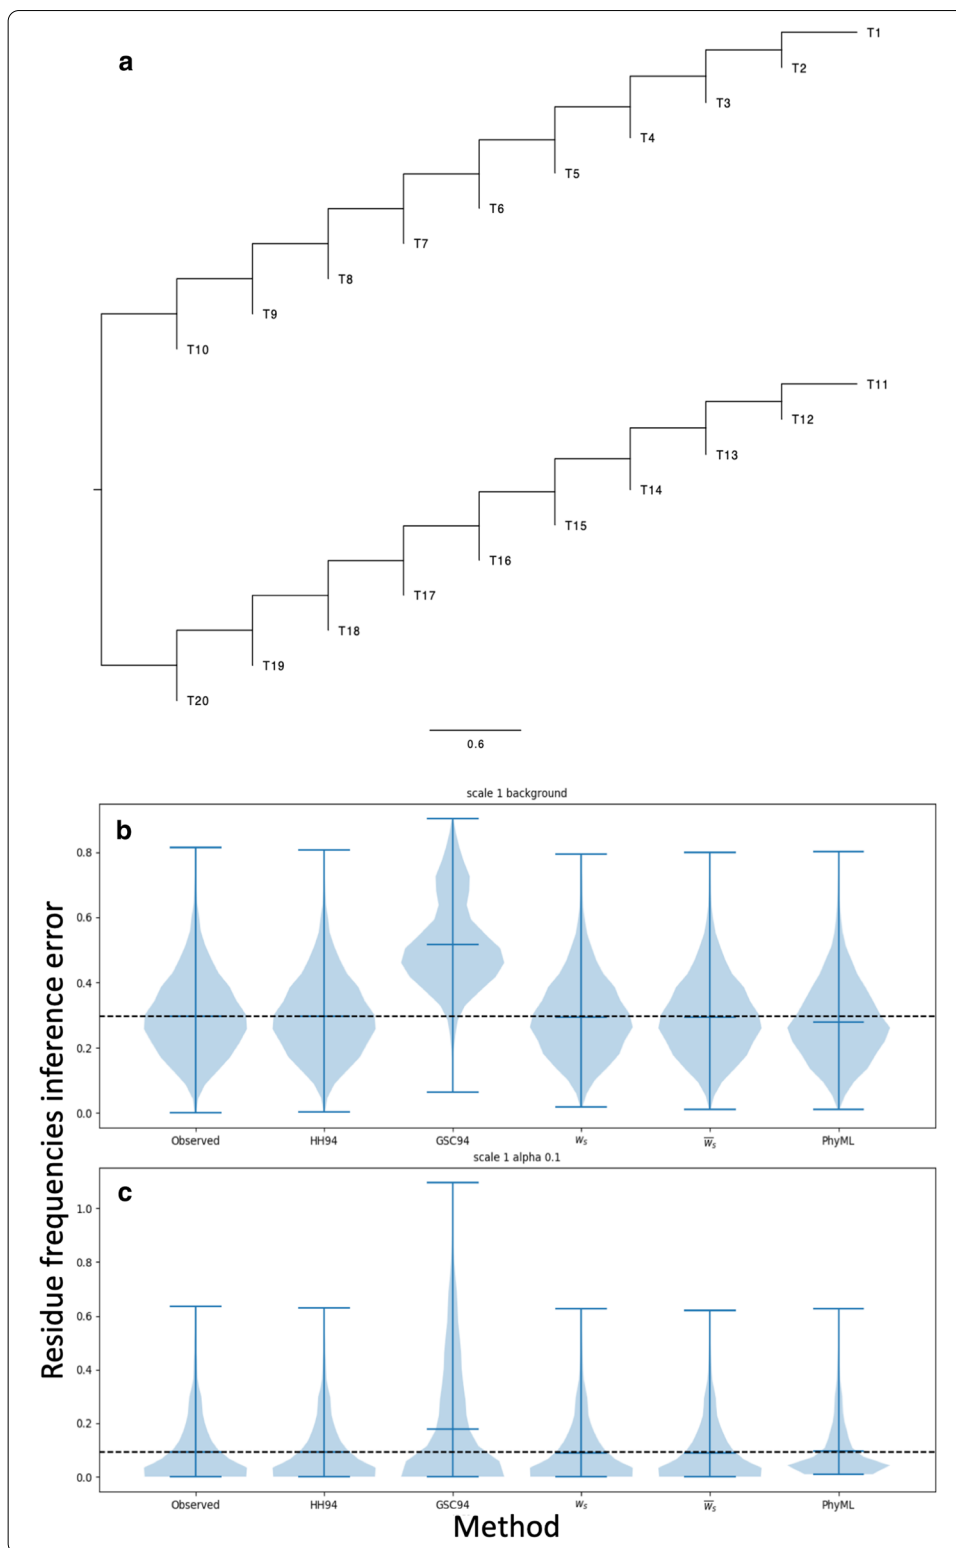 a
T1
T2
T3
T4
T5
T6
T7
T8
T9
T10
T11
T12
T13
T14
T15
T16
T17
T18
T19
T20
0.6
Residue frequencies inference error
scale 1 background
b
0.8
0.6
0.4
0.2
0.0
Observed HH94 GSC94 ws w̅s PhyML
scale 1 alpha 0.1
c
1.0
0.8
0.6
0.4
0.2
0.0
Observed HH94 GSC94 ws w̅s PhyML
Method